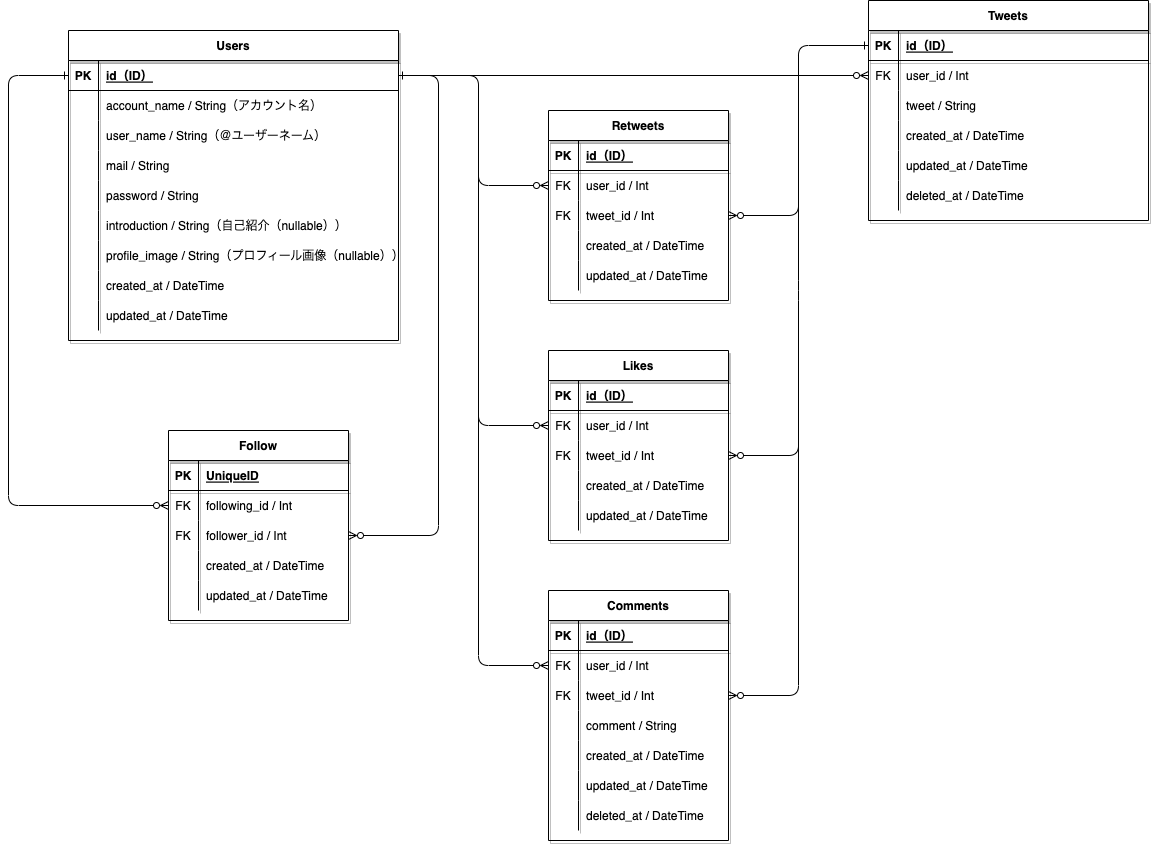 Users
PK id（ID）
account_name / String（アカウント名）
user_name / String（@ユーザーネーム）
mail / String
password / String
introduction / String（自己紹介（nullable））
profile_image / String（プロフィール画像（nullable））
created_at / DateTime
updated_at / DateTime
Follow
PK UniqueID
FK following_id / Int
FK follower_id / Int
created_at / DateTime
updated_at / DateTime
Retweets
PK id（ID）
FK user_id / Int
FK tweet_id / Int
created_at / DateTime
updated_at / DateTime
Likes
PK id（ID）
FK user_id / Int
FK tweet_id / Int
created_at / DateTime
updated_at / DateTime
Comments
PK id（ID）
FK user_id / Int
FK tweet_id / Int
comment / String
created_at / DateTime
updated_at / DateTime
deleted_at / DateTime
Tweets
PK id（ID）
FK user_id / Int
tweet / String
created_at / DateTime
updated_at / DateTime
deleted_at / DateTime